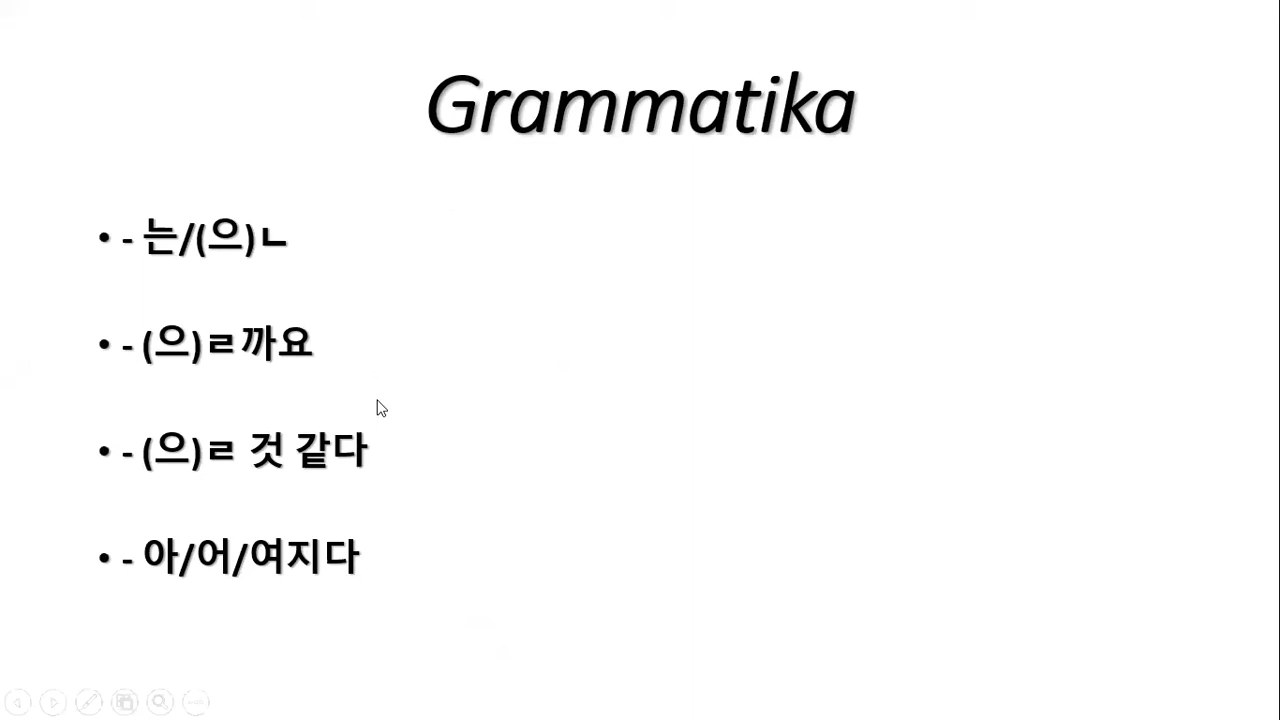 Grammatika
• - 는/(으)ㄴ
• - (으)ㄹ까요
• - (으)ㄹ 것 같다
• - 아/어/여지다